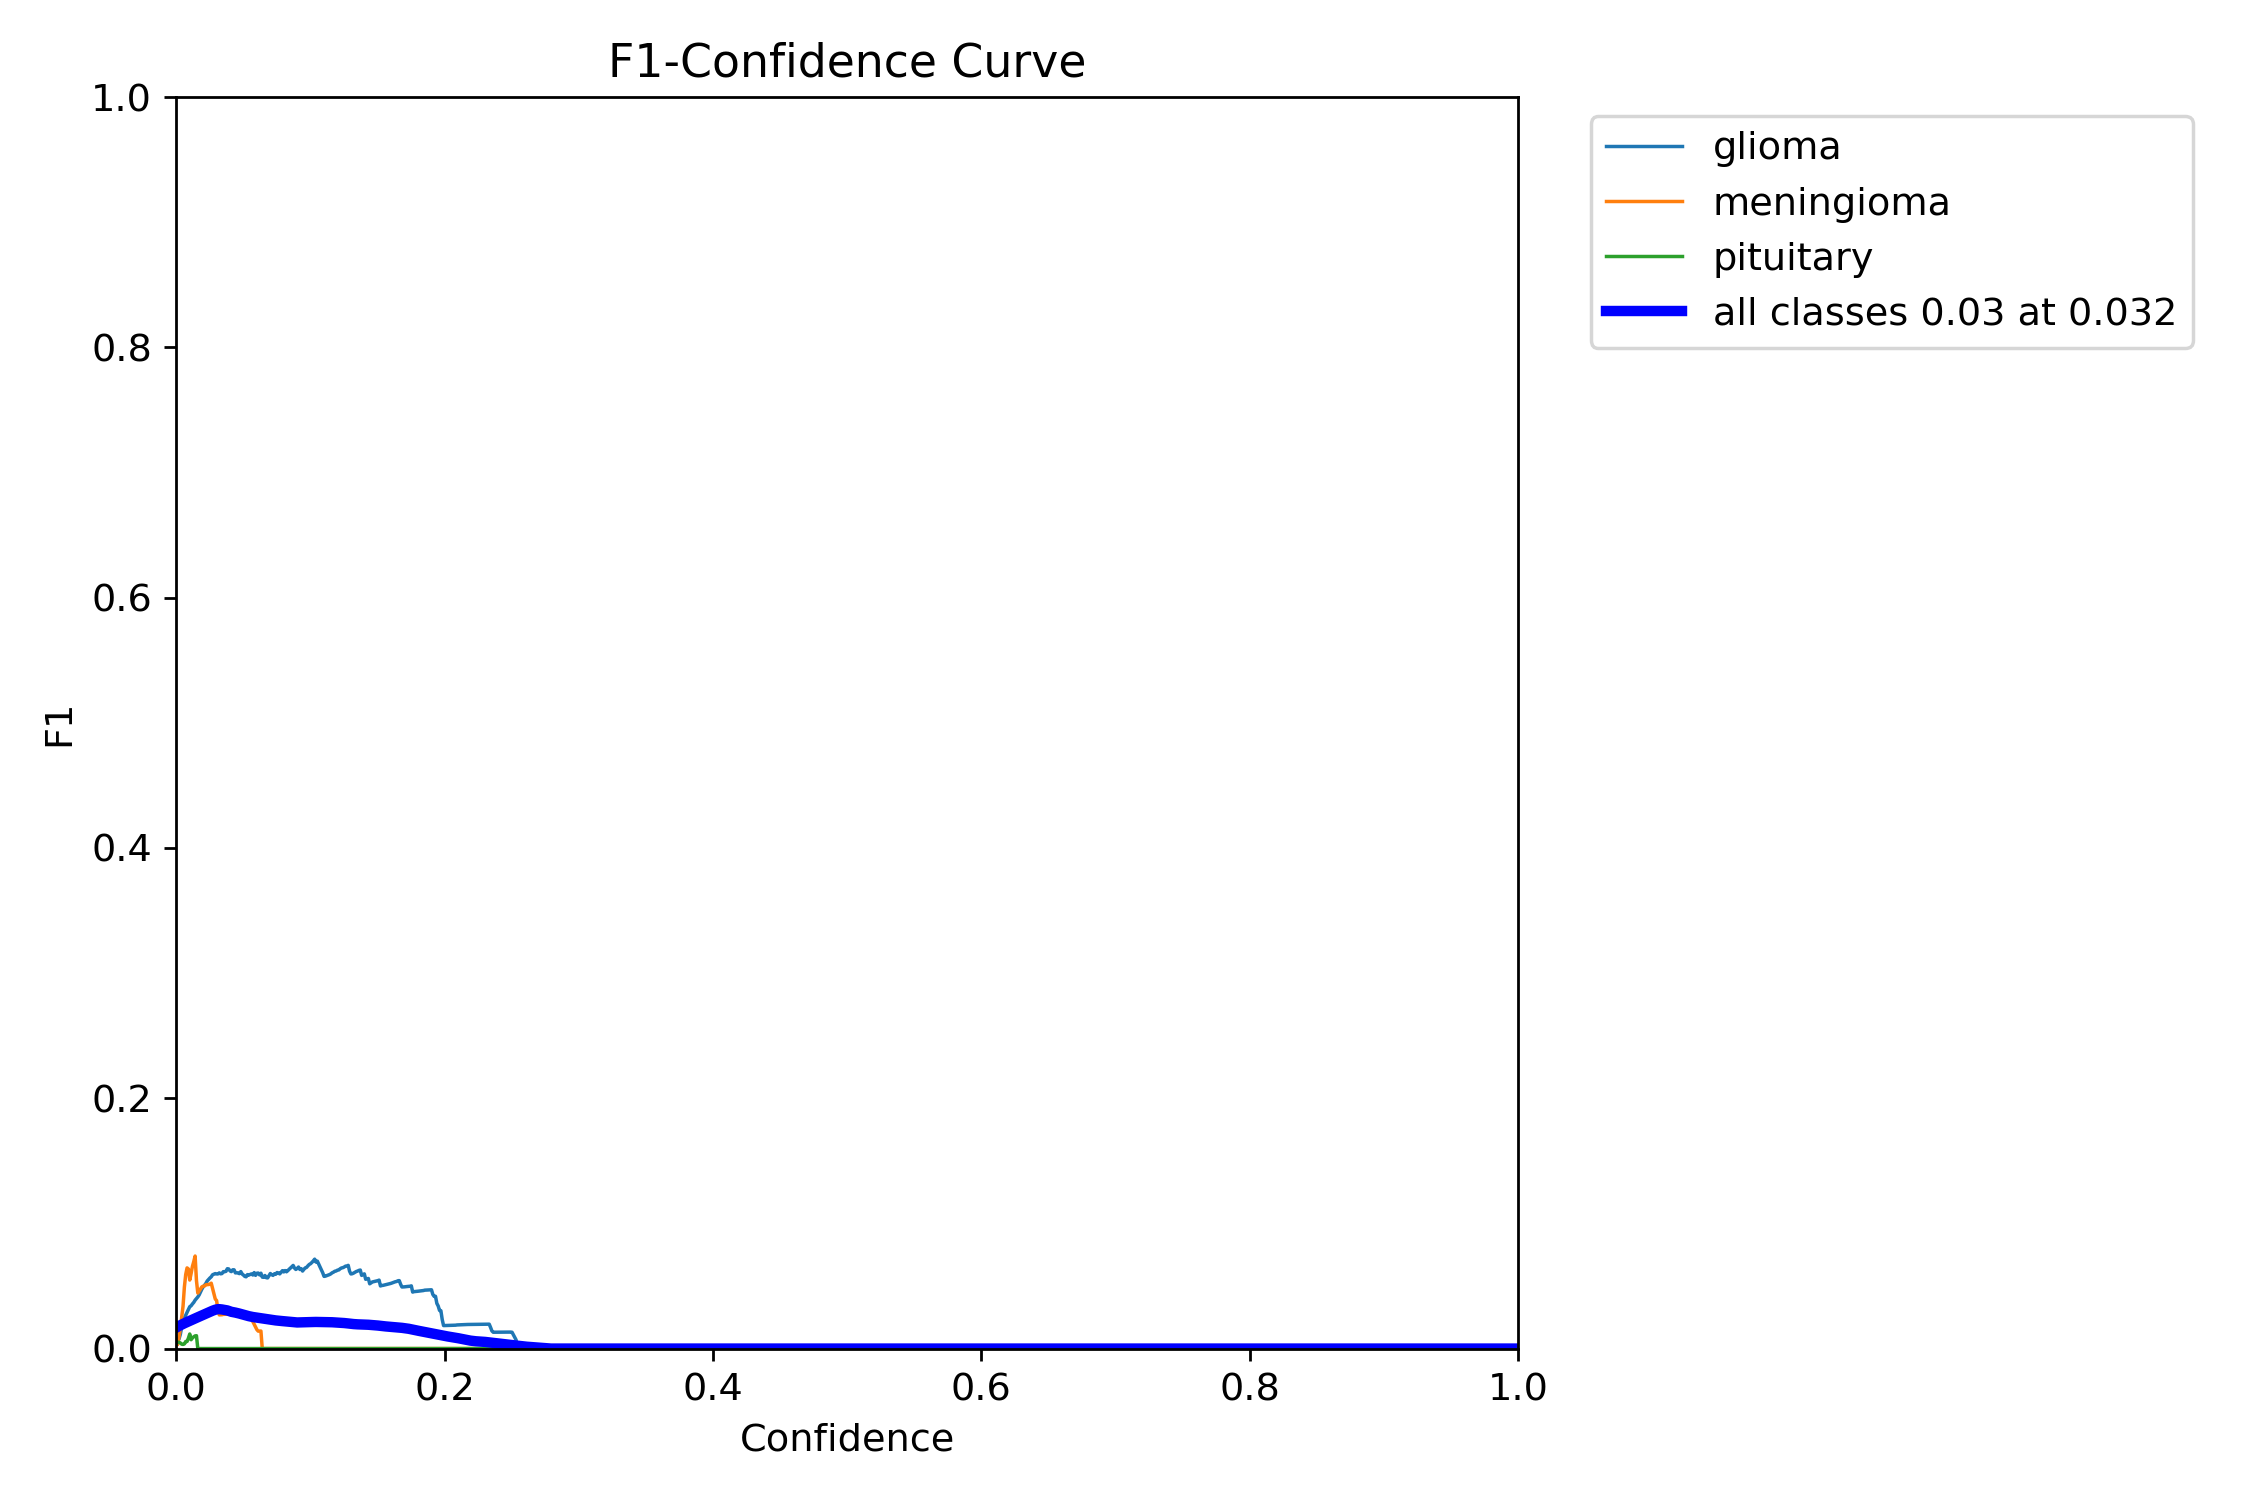 F1-Confidence Curve
1.0
0.8
0.6
0.4
0.2
0.0
F1
0.0 0.2 0.4 0.6 0.8 1.0
Confidence
glioma
meningioma
pituitary
all classes 0.03 at 0.032